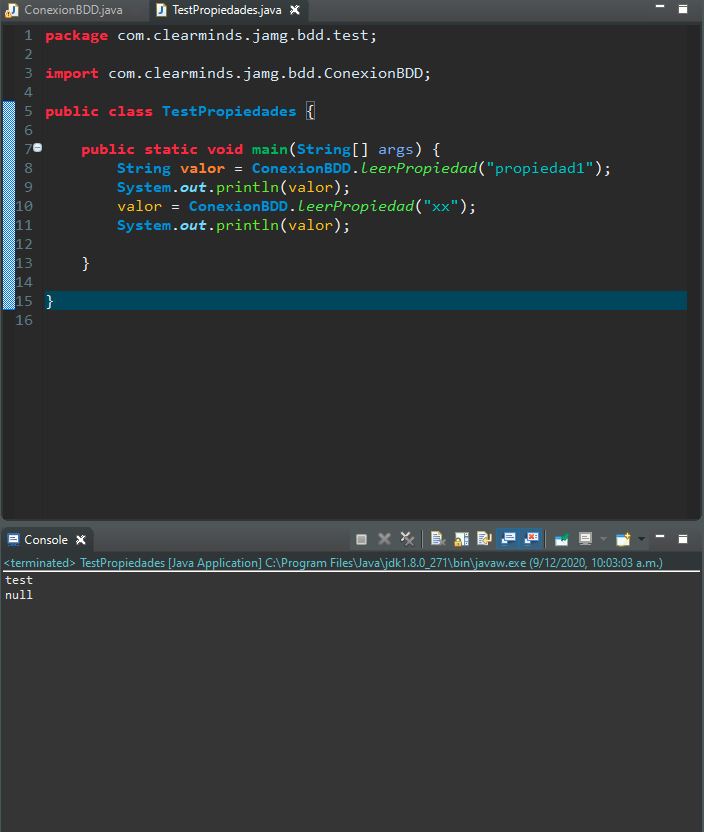 ConexionBDD.java TestPropiedades.java
1 package com.clearminds.jamg.bdd.test;
2
3 import com.clearminds.jamg.bdd.ConexionBDD;
4
5 public class TestPropiedades {
6
7 public static void main(String[] args) {
8 String valor = ConexionBDD.leerPropiedad("propiedad1");
9 System.out.println(valor);
10 valor = ConexionBDD.leerPropiedad("xx");
11 System.out.println(valor);
12
13 }
14
15 }
16
Console
<terminated> TestPropiedades [Java Application] C:\Program Files\Java\jdk1.8.0_271\bin\javaw.exe (9/12/2020, 10:03:03 a.m.)
test
null